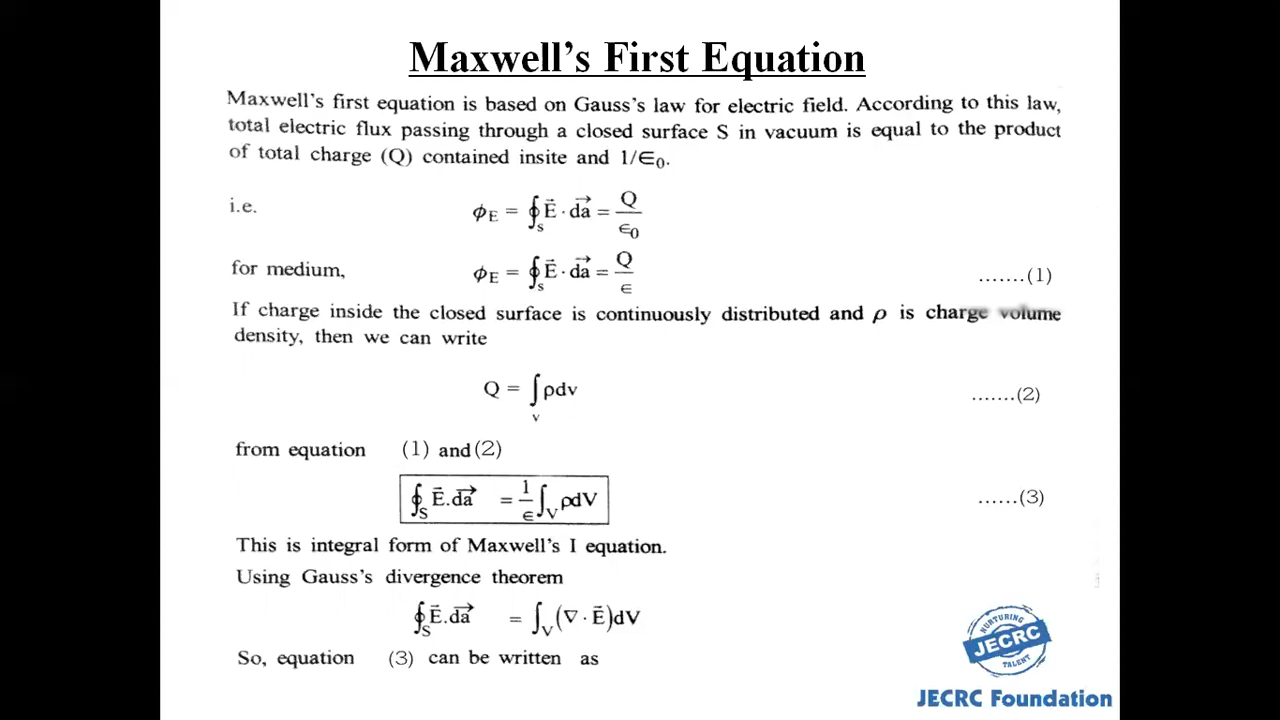 Maxwell's First Equation
Maxwell's first equation is based on Gauss's law for electric field. According to this law,
total electric flux passing through a closed surface S in vacuum is equal to the product
of total charge (Q) contained insite and 1/∈₀.
i.e. ϕE = ∮S E⃗ · da⃗ = Q/∈₀
for medium, ϕE = ∮S E⃗ · da⃗ = Q/∈ .......(1)
If charge inside the closed surface is continuously distributed and ρ is charge volume
density, then we can write
Q = ∫v ρdv .......(2)
from equation (1) and (2)
∮S E⃗.da⃗ = 1/∈ ∫V ρdV ......(3)
This is integral form of Maxwell's I equation.
Using Gauss's divergence theorem
∮S E⃗.da⃗ = ∫V (∇ · E⃗)dV
So, equation (3) can be written as
NURTURING
JECRC
TALENT
JECRC Foundation